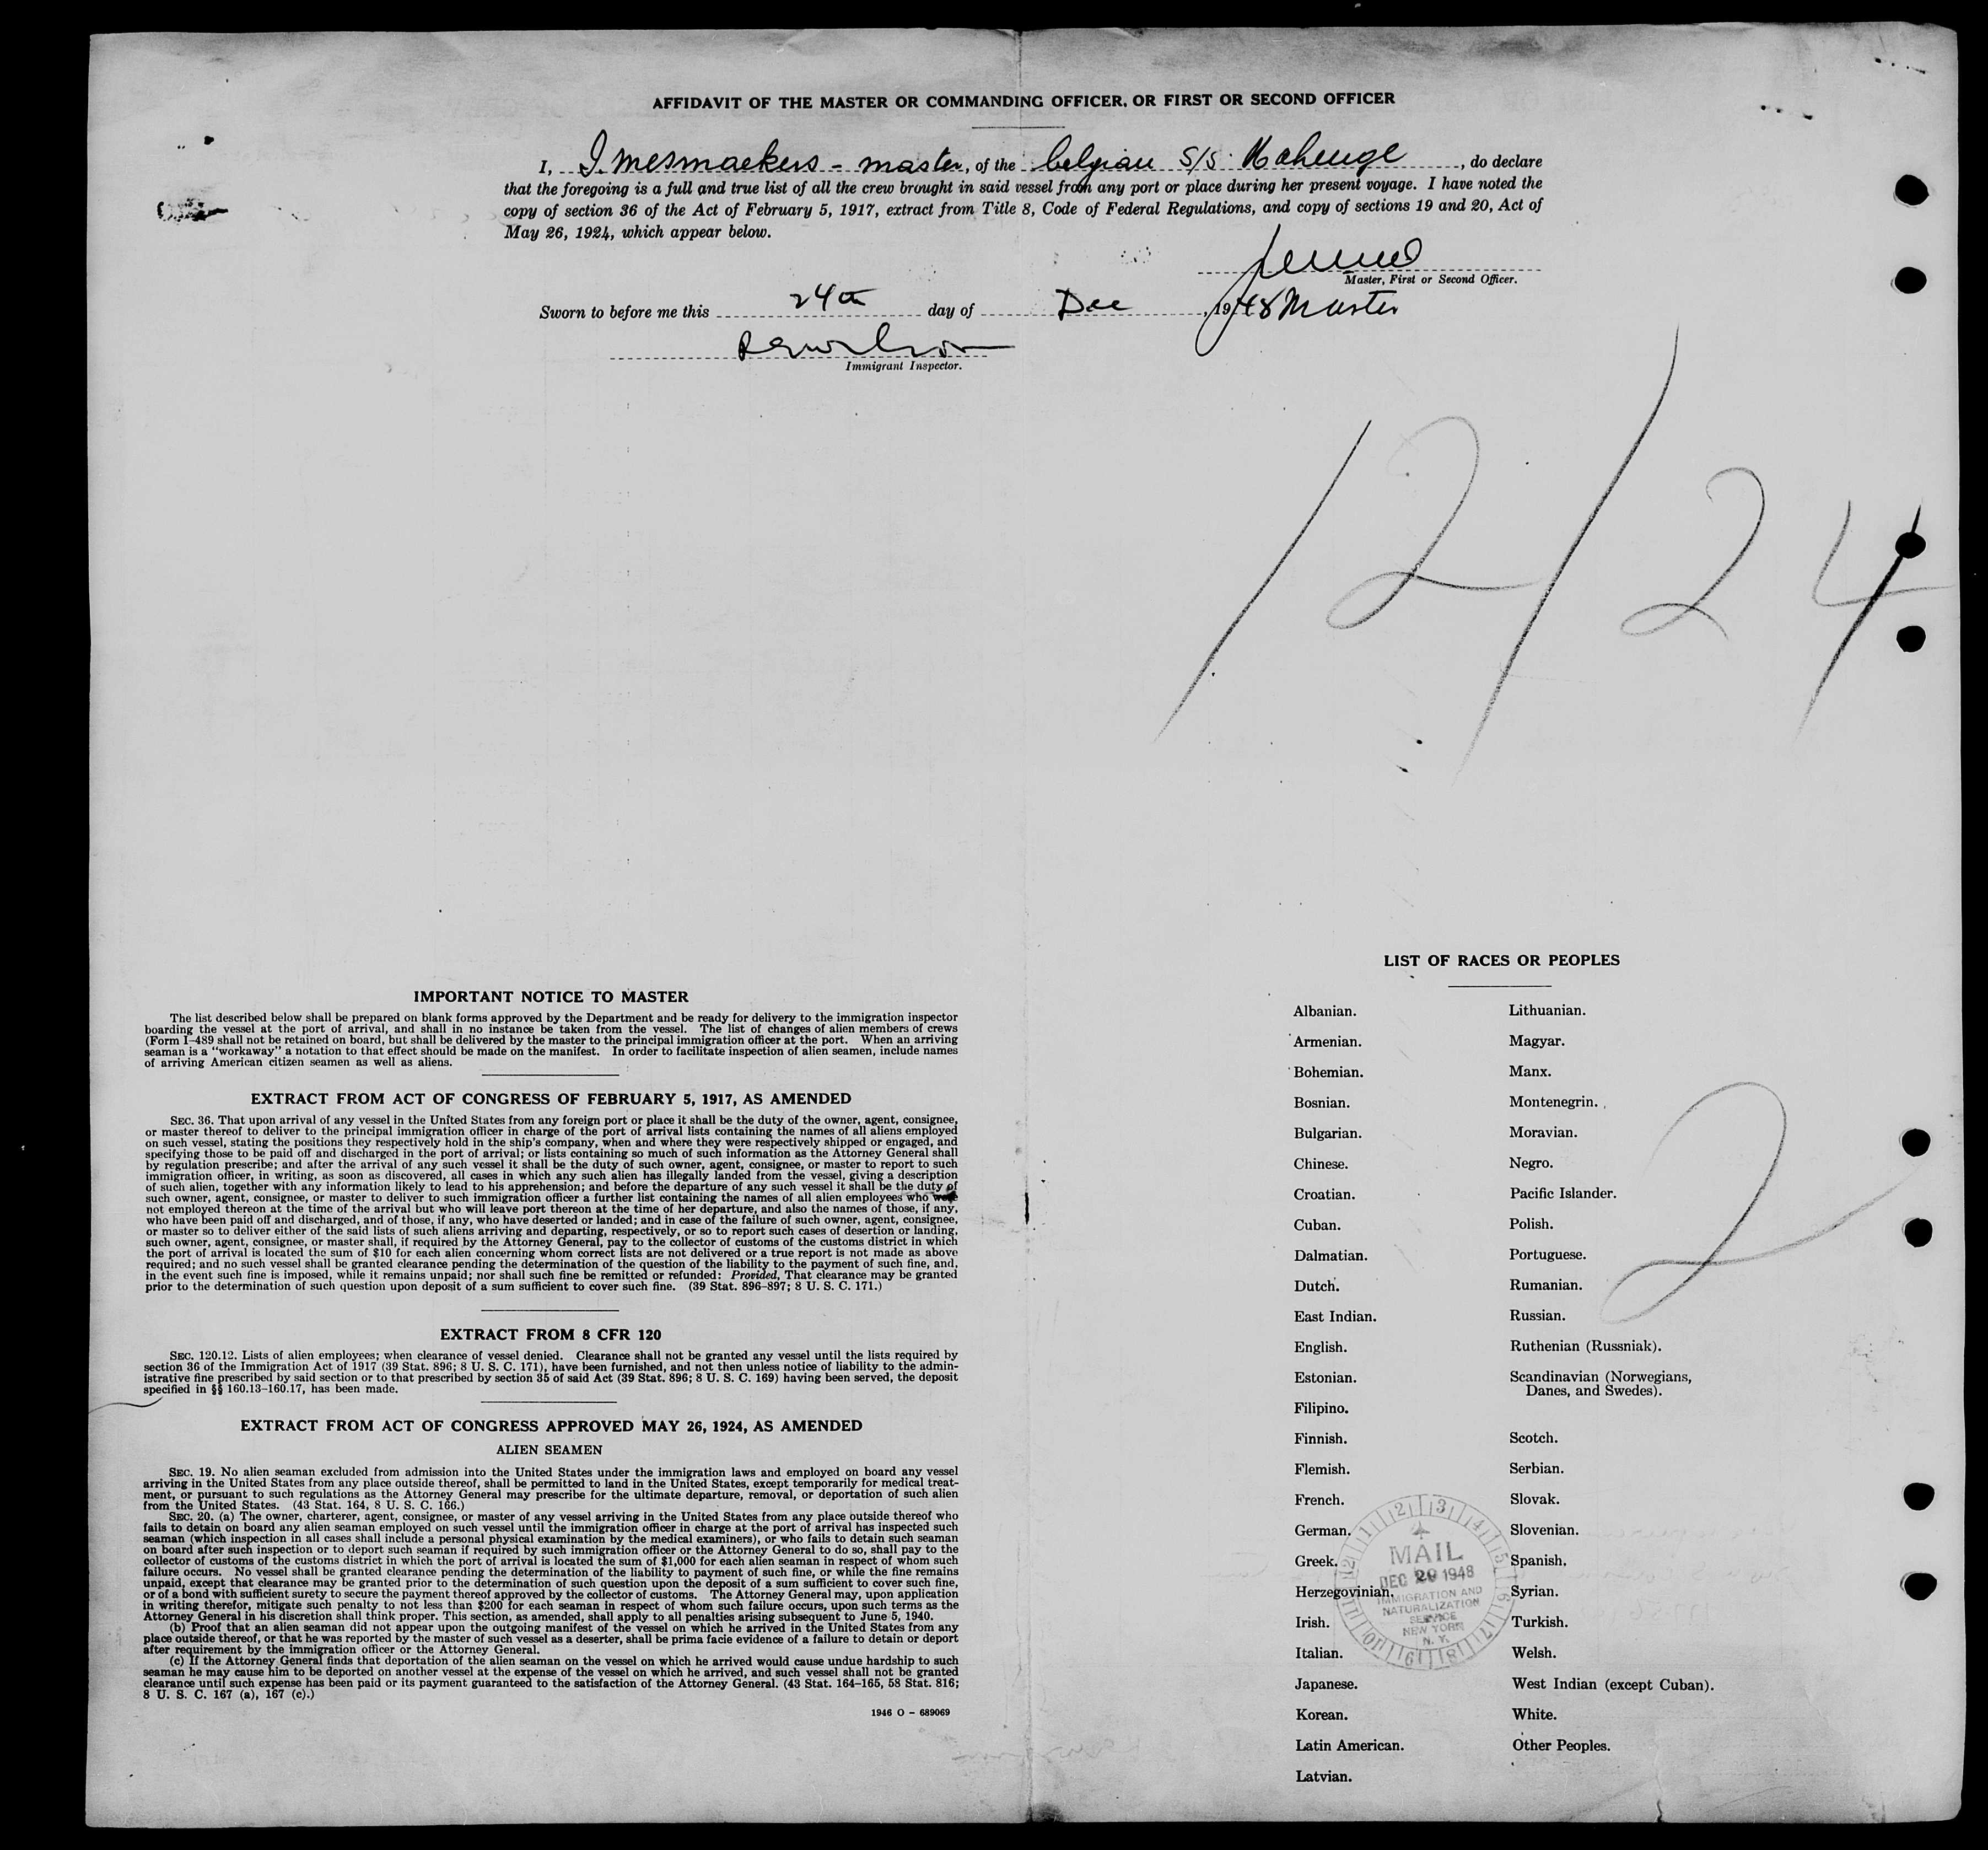 AFFIDAVIT OF THE MASTER OR COMMANDING OFFICER, OR FIRST OR SECOND OFFICER
I, J. Mesmaekers - master, of the belgian S/S. Mahenge, do declare
that the foregoing is a full and true list of all the crew brought in said vessel from any port or place during her present voyage. I have noted the
copy of section 36 of the Act of February 5, 1917, extract from Title 8, Code of Federal Regulations, and copy of sections 19 and 20, Act of
May 26, 1924, which appear below.
Master, First or Second Officer.
Sworn to before me this 24th day of Dec, 1948 Master
Immigrant Inspector.
12/24
IMPORTANT NOTICE TO MASTER
The list described below shall be prepared on blank forms approved by the Department and be ready for delivery to the immigration inspector
boarding the vessel at the port of arrival, and shall in no instance be taken from the vessel. The list of changes of alien members of crews
(Form I-489 shall not be retained on board, but shall be delivered by the master to the principal immigration officer at the port. When an arriving
seaman is a "workaway" a notation to that effect should be made on the manifest. In order to facilitate inspection of alien seamen, include names
of arriving American citizen seamen as well as aliens.
EXTRACT FROM ACT OF CONGRESS OF FEBRUARY 5, 1917, AS AMENDED
SEC. 36. That upon arrival of any vessel in the United States from any foreign port or place it shall be the duty of the owner, agent, consignee,
or master thereof to deliver to the principal immigration officer in charge of the port of arrival lists containing the names of all aliens employed
on such vessel, stating the positions they respectively hold in the ship's company, when and where they were respectively shipped or engaged, and
specifying those to be paid off and discharged in the port of arrival; or lists containing so much of such information as the Attorney General shall
by regulation prescribe; and after the arrival of any such vessel it shall be the duty of such owner, agent, consignee, or master to report to such
immigration officer, in writing, as soon as discovered, all cases in which any such alien has illegally landed from the vessel, giving a description
of such alien, together with any information likely to lead to his apprehension; and before the departure of any such vessel it shall be the duty of
such owner, agent, consignee, or master to deliver to such immigration officer a further list containing the names of all alien employees who were
not employed thereon at the time of the arrival but who will leave port thereon at the time of her departure, and also the names of those, if any,
who have been paid off and discharged, and of those, if any, who have deserted or landed; and in case of the failure of such owner, agent, consignee,
or master so to deliver either of the said lists of such aliens arriving and departing, respectively, or so to report such cases of desertion or landing,
such owner, agent, consignee, or master shall, if required by the Attorney General, pay to the collector of customs of the customs district in which
the port of arrival is located the sum of $10 for each alien concerning whom correct lists are not delivered or a true report is not made as above
required; and no such vessel shall be granted clearance pending the determination of the question of the liability to the payment of such fine, and,
in the event such fine is imposed, while it remains unpaid; nor shall such fine be remitted or refunded: Provided, That clearance may be granted
prior to the determination of such question upon deposit of a sum sufficient to cover such fine. (39 Stat. 896-897; 8 U. S. C. 171.)
EXTRACT FROM 8 CFR 120
SEC. 120.12. Lists of alien employees; when clearance of vessel denied. Clearance shall not be granted any vessel until the lists required by
section 36 of the Immigration Act of 1917 (39 Stat. 896; 8 U. S. C. 171), have been furnished, and not then unless notice of liability to the admin-
istrative fine prescribed by said section or to that prescribed by section 35 of said Act (39 Stat. 896; 8 U. S. C. 169) having been served, the deposit
specified in §§ 160.13-160.17, has been made.
EXTRACT FROM ACT OF CONGRESS APPROVED MAY 26, 1924, AS AMENDED
ALIEN SEAMEN
SEC. 19. No alien seaman excluded from admission into the United States under the immigration laws and employed on board any vessel
arriving in the United States from any place outside thereof, shall be permitted to land in the United States, except temporarily for medical treat-
ment, or pursuant to such regulations as the Attorney General may prescribe for the ultimate departure, removal, or deportation of such alien
from the United States. (43 Stat. 164, 8 U. S. C. 166.)
SEC. 20. (a) The owner, charterer, agent, consignee, or master of any vessel arriving in the United States from any place outside thereof who
fails to detain on board any alien seaman employed on such vessel until the immigration officer in charge at the port of arrival has inspected such
seaman (which inspection in all cases shall include a personal physical examination by the medical examiners), or who fails to detain such seaman
on board after such inspection or to deport such seaman if required by such immigration officer or the Attorney General to do so, shall pay to the
collector of customs of the customs district in which the port of arrival is located the sum of $1,000 for each alien seaman in respect of whom such
failure occurs. No vessel shall be granted clearance pending the determination of the liability to payment of such fine, or while the fine remains
unpaid, except that clearance may be granted prior to the determination of such question upon the deposit of a sum sufficient to cover such fine,
or of a bond with sufficient surety to secure the payment thereof approved by the collector of customs. The Attorney General may, upon application
in writing therefor, mitigate such penalty to not less than $200 for each seaman in respect of whom such failure occurs, upon such terms as the
Attorney General in his discretion shall think proper. This section, as amended, shall apply to all penalties arising subsequent to June 5, 1940.
(b) Proof that an alien seaman did not appear upon the outgoing manifest of the vessel on which he arrived in the United States from any
place outside thereof, or that he was reported by the master of such vessel as a deserter, shall be prima facie evidence of a failure to detain or deport
after requirement by the immigration officer or the Attorney General.
(c) If the Attorney General finds that deportation of the alien seaman on the vessel on which he arrived would cause undue hardship to such
seaman he may cause him to be deported on another vessel at the expense of the vessel on which he arrived, and such vessel shall not be granted
clearance until such expense has been paid or its payment guaranteed to the satisfaction of the Attorney General. (43 Stat. 164-165, 58 Stat. 816;
8 U. S. C. 167 (a), 167 (c).)
1946 O - 689069
LIST OF RACES OR PEOPLES
Albanian.
Armenian.
Bohemian.
Bosnian.
Bulgarian.
Chinese.
Croatian.
Cuban.
Dalmatian.
Dutch.
East Indian.
English.
Estonian.
Filipino.
Finnish.
Flemish.
French.
German.
Greek.
Herzegovinian.
Irish.
Italian.
Japanese.
Korean.
Latin American.
Latvian.
Lithuanian.
Magyar.
Manx.
Montenegrin.
Moravian.
Negro.
Pacific Islander.
Polish.
Portuguese.
Rumanian.
Russian.
Ruthenian (Russniak).
Scandinavian (Norwegians,
Danes, and Swedes).
Scotch.
Serbian.
Slovak.
Slovenian.
Spanish.
Syrian.
Turkish.
Welsh.
West Indian (except Cuban).
White.
Other Peoples.
2
MAIL
DEC 29 1948
IMMIGRATION AND
NATURALIZATION
SERVICE
NEW YORK
N. Y.